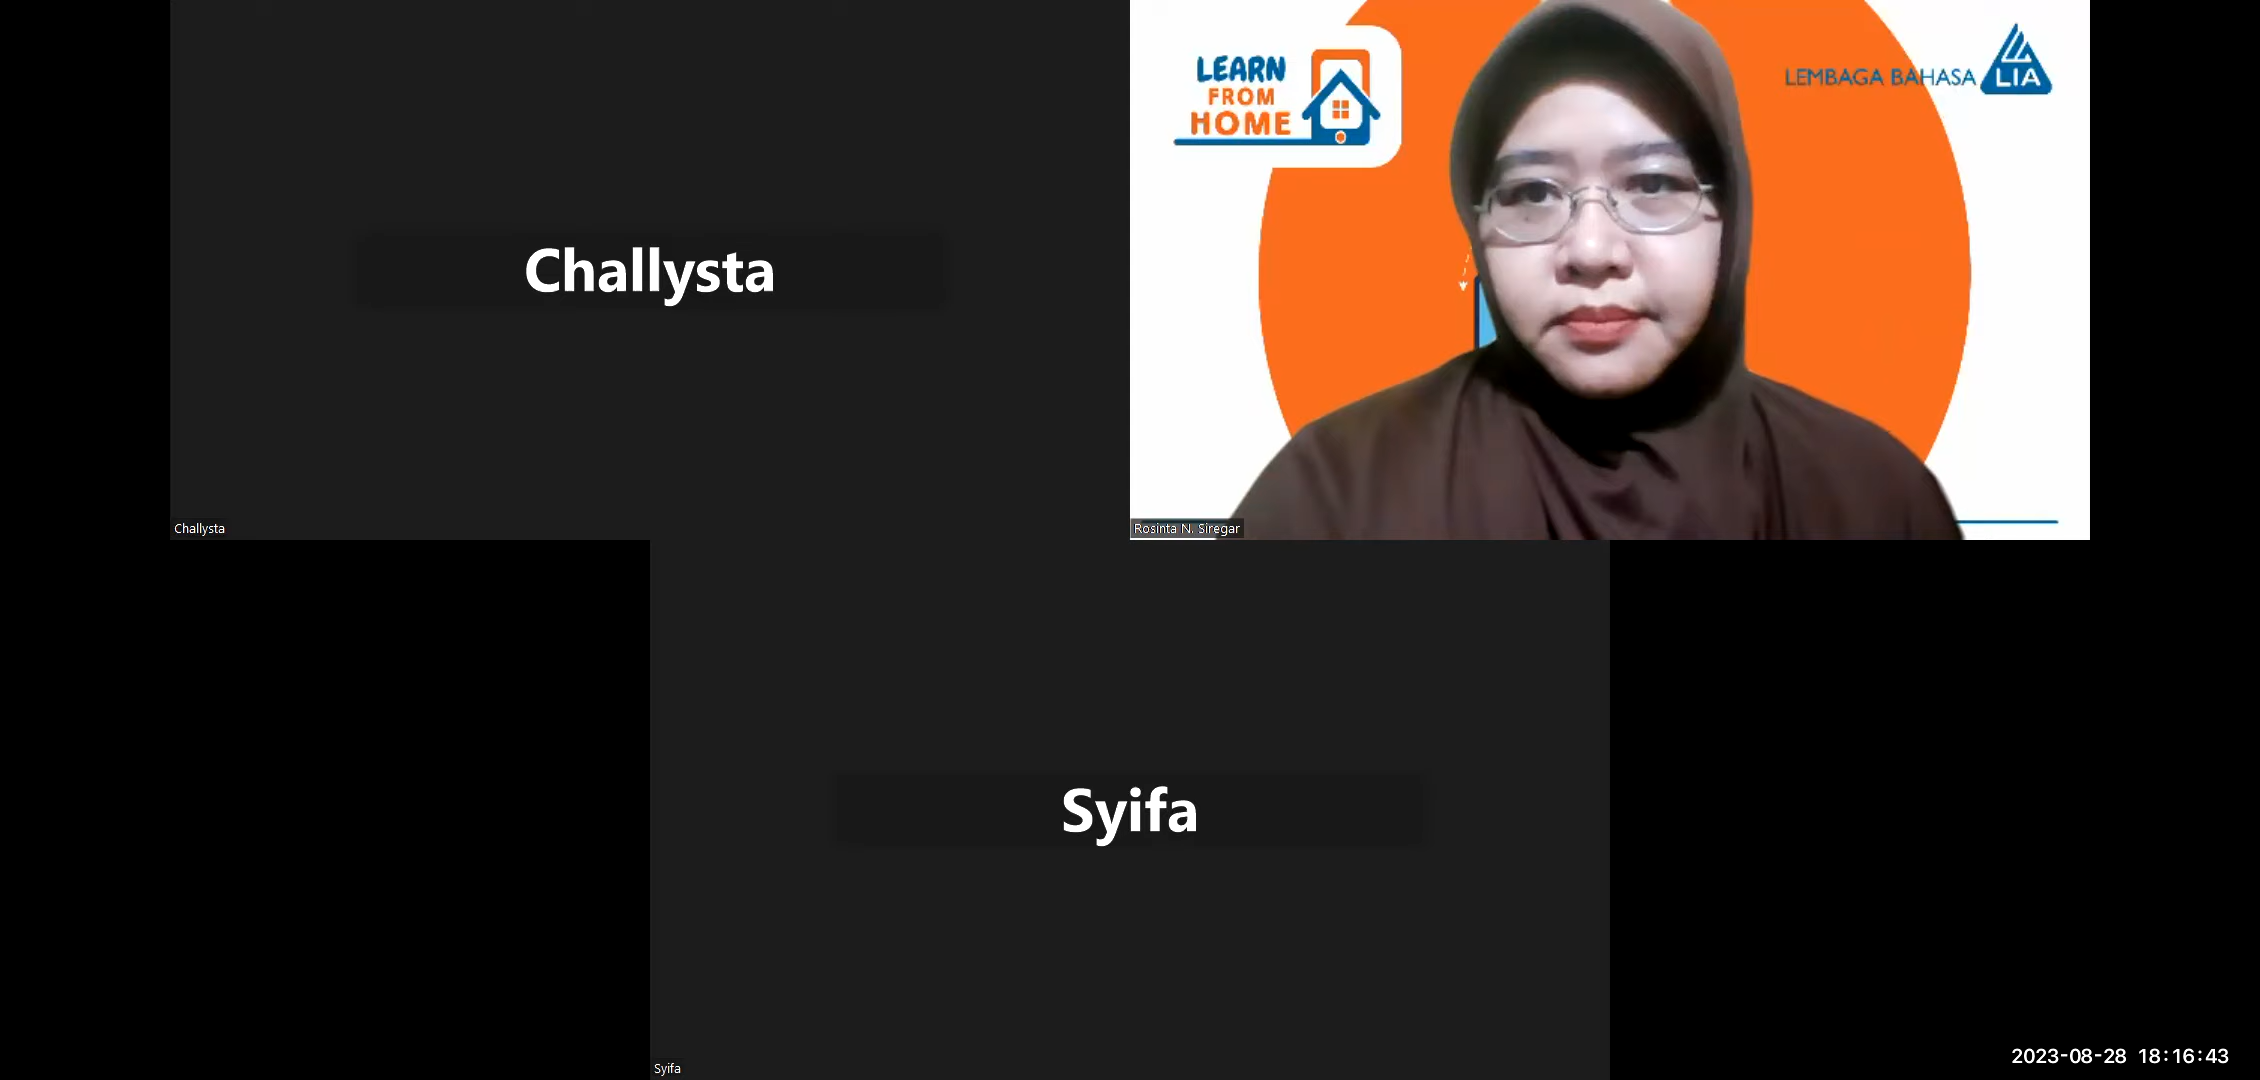 LEARN
FROM
HOME
LEMBAGA BAHASA
LIA
Challysta
Challysta
Rosinta N. Siregar
Syifa
Syifa
2023-08-28 18:16:43